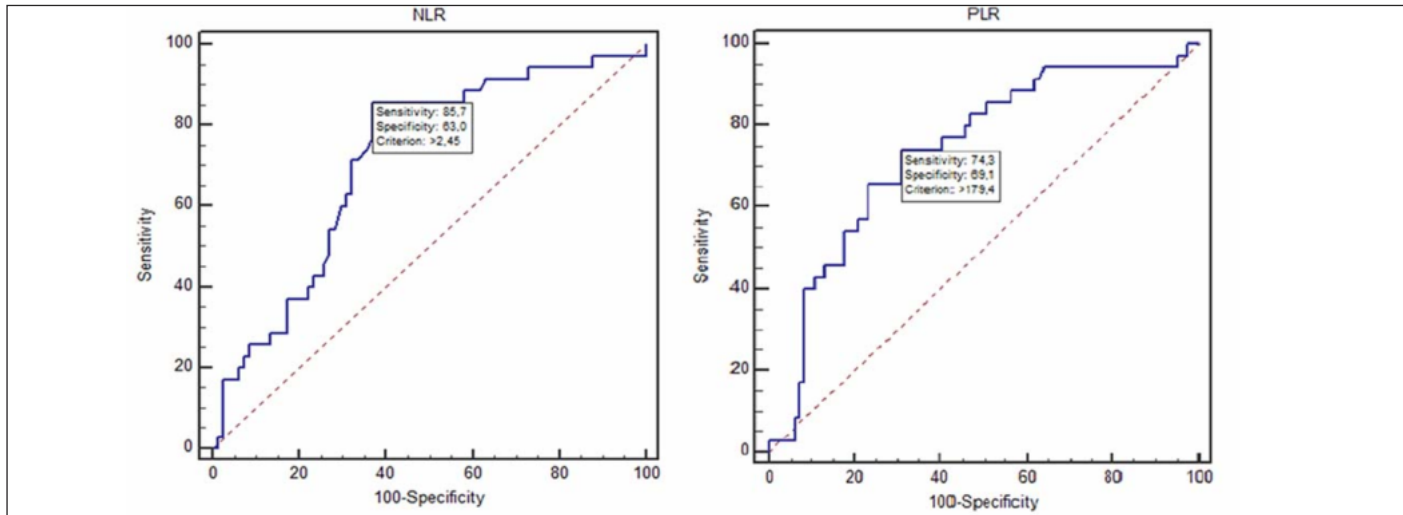 NLR
100
80
60
40
20
0
Sensitivity
Sensitivity: 85,7
Specificity: 63,0
Criterion: >2,45
0 20 40 60 80 100
100-Specificity
PLR
100
80
60
40
20
0
Sensitivity
Sensitivity: 74,3
Specificity: 69,1
Criterion: >179,4
0 20 40 60 80 100
100-Specificity